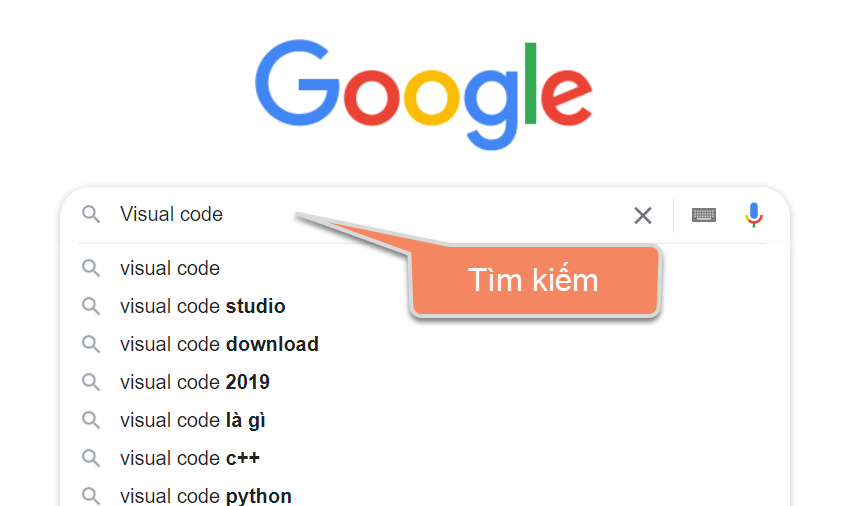 Google
Visual code
Tìm kiếm
visual code
visual code studio
visual code download
visual code 2019
visual code là gì
visual code c++
visual code python